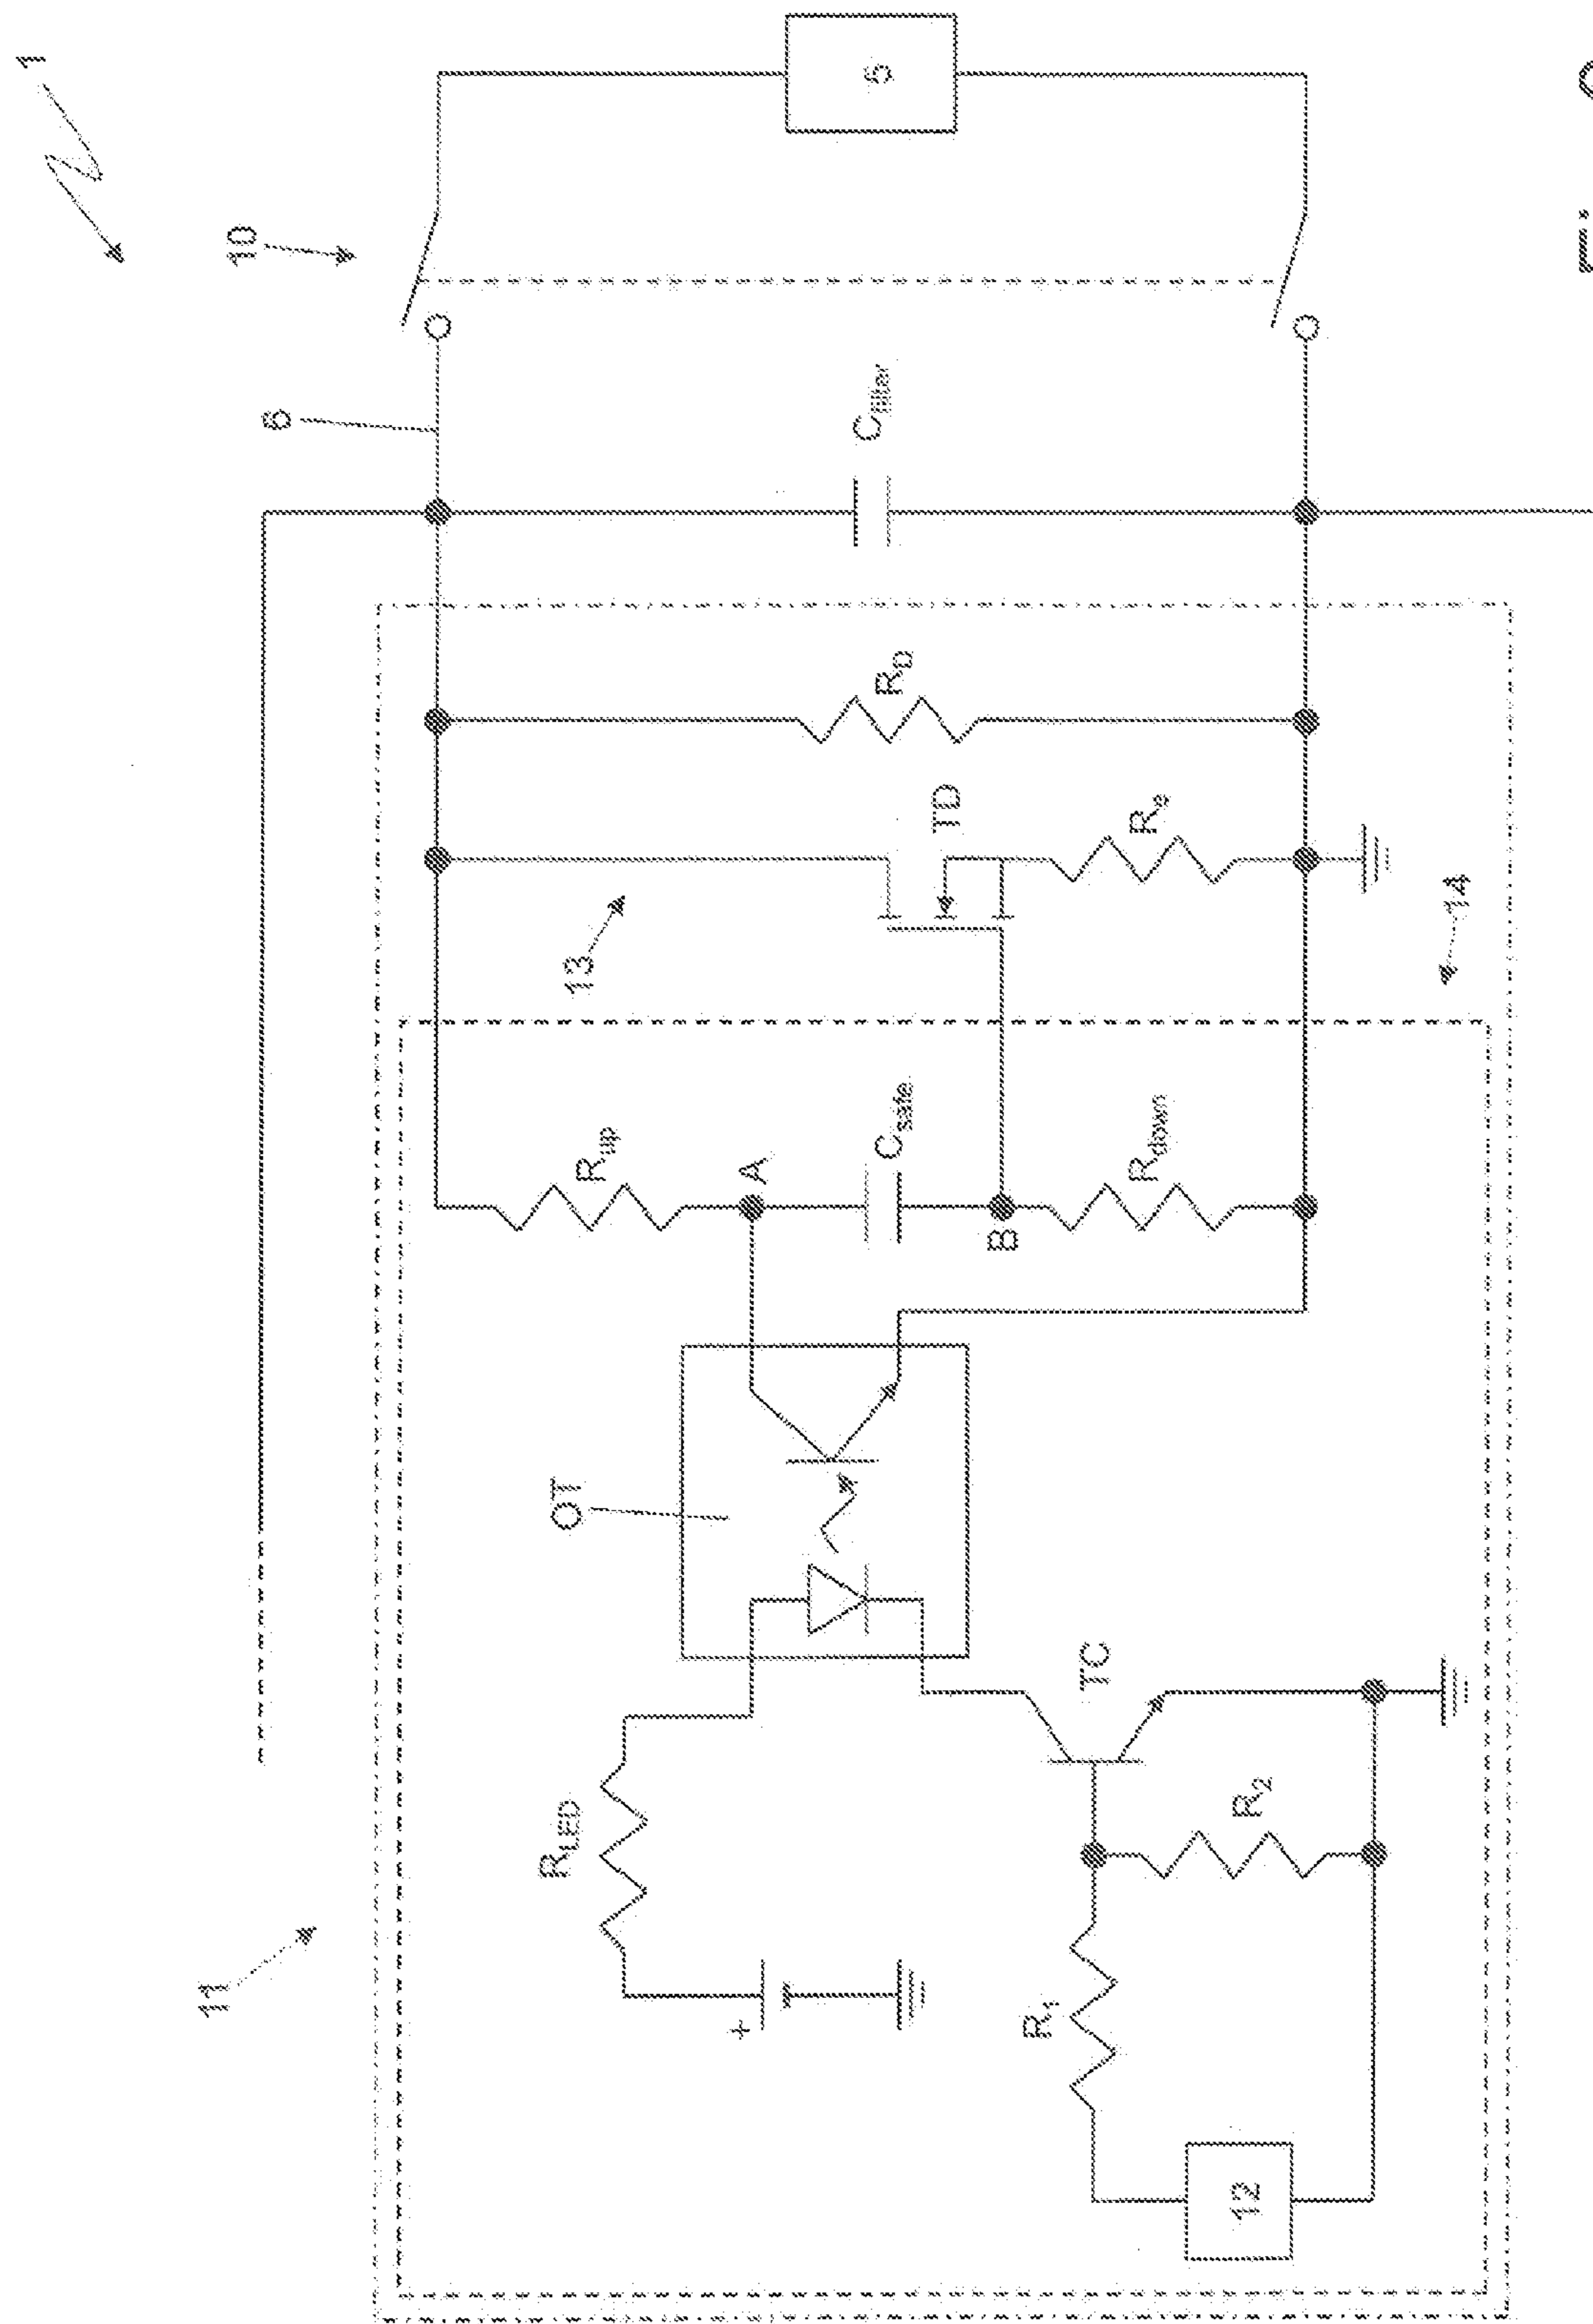 1
10
5
6
C_filter
R_D
TD
R_s
13
14
R_up
A
C_safe
B
R_down
OT
TC
R_LED
R_2
11
+
R_1
12